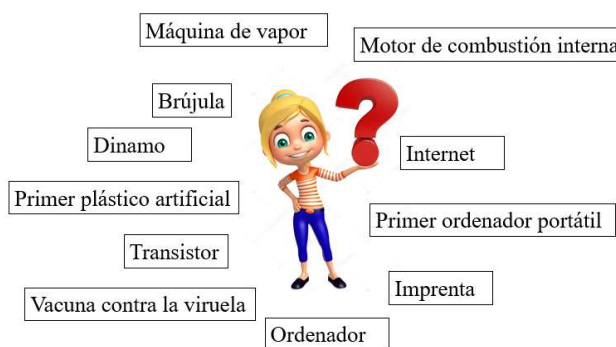 Máquina de vapor
Motor de combustión interna
Brújula
Dinamo
Internet
Primer plástico artificial
Primer ordenador portátil
Transistor
Imprenta
Vacuna contra la viruela
Ordenador
?